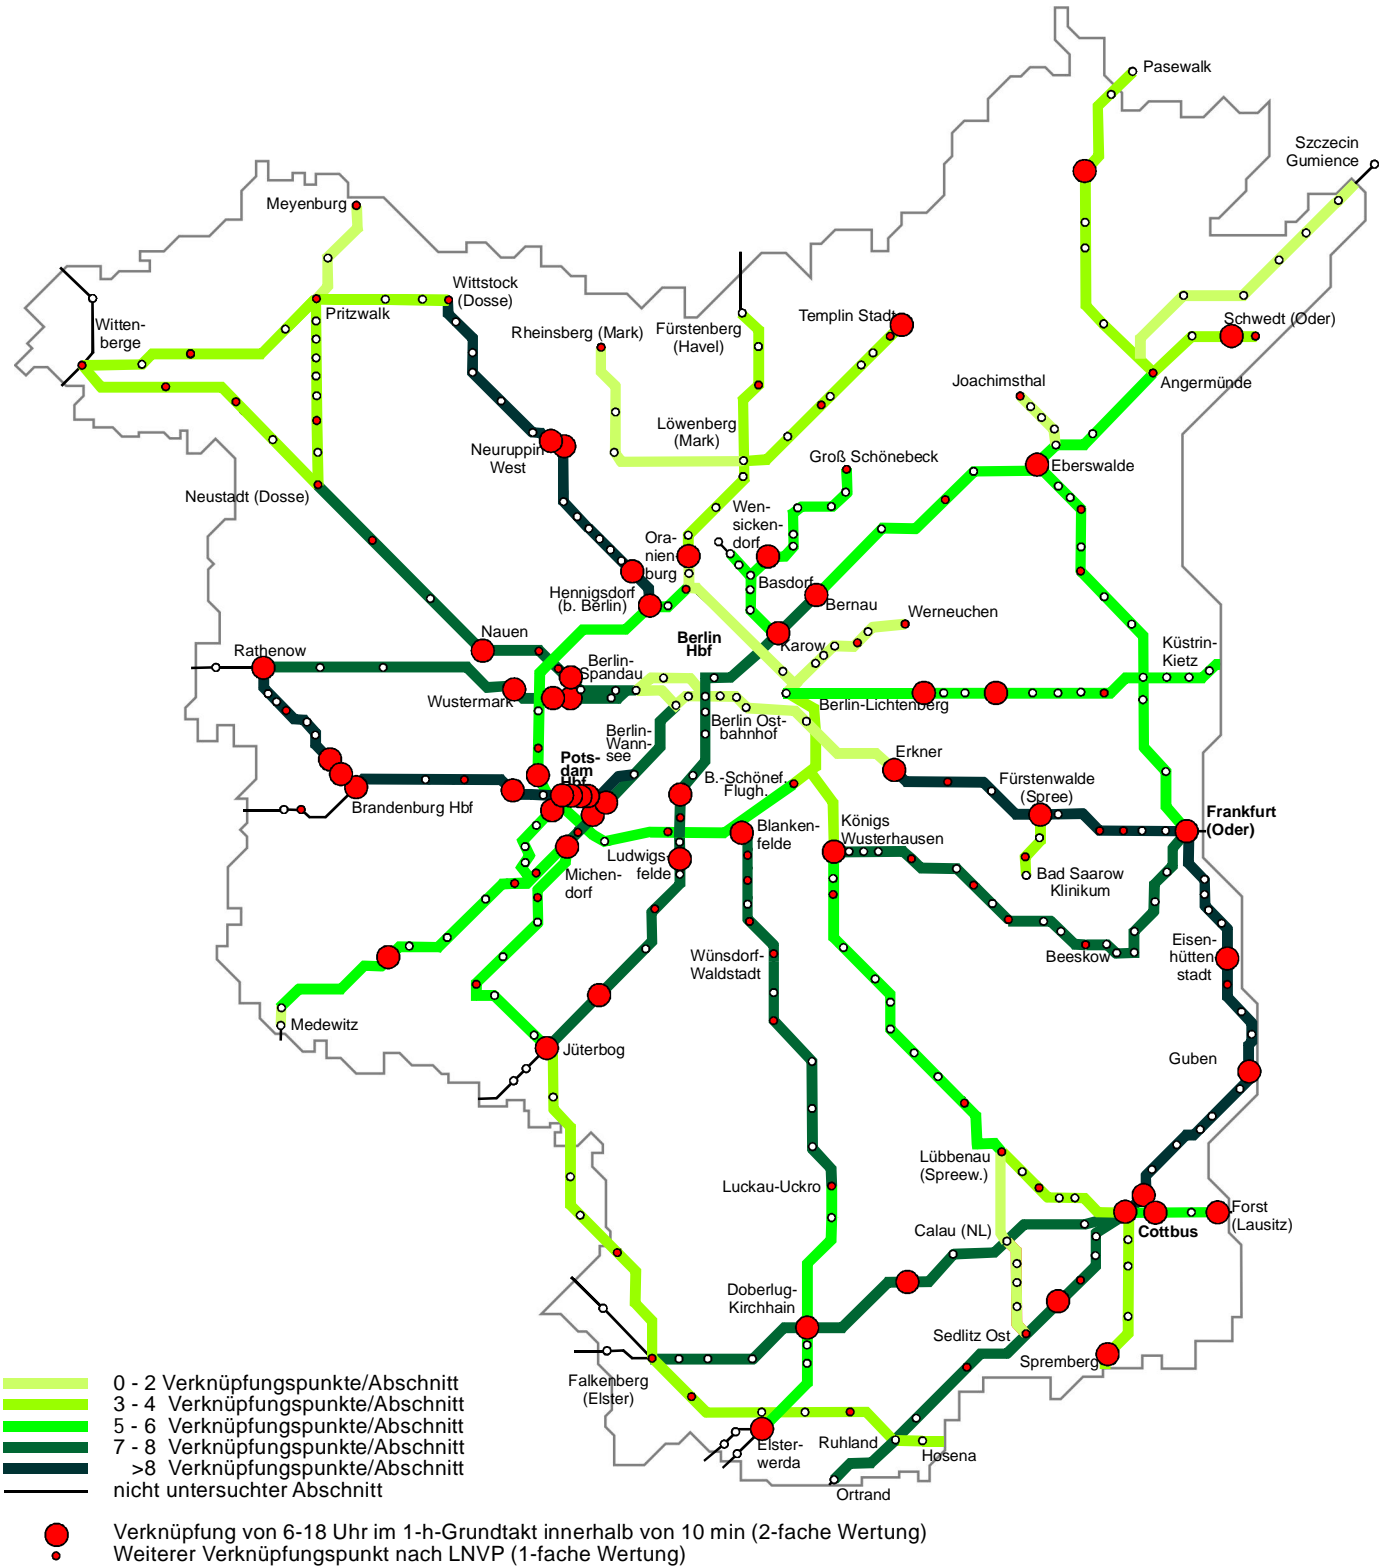 Pasewalk
Szczecin
Gumience
Meyenburg
Wittstock
(Dosse)
Pritzwalk
Witten-
berge
Rheinsberg (Mark)
Fürstenberg
(Havel)
Templin Stadt
Schwedt (Oder)
Joachimsthal
Angermünde
Löwenberg
(Mark)
Neuruppin
West
Groß Schönebeck
Eberswalde
Neustadt (Dosse)
Wen-
sicken-
dorf
Ora-
nien
burg
Basdorf
Bernau
Hennigsdorf
(b. Berlin)
Werneuchen
Nauen
Berlin
Hbf
Karow
Küstrin-
Kietz
Rathenow
Berlin-
Spandau
Wustermark
Berlin-Lichtenberg
Berlin Ost-
bahnhof
Berlin-
Wann-
see
Pots-
dam
Hbf
Erkner
B.-Schönef.
Flugh.
Fürstenwalde
(Spree)
Brandenburg Hbf
Frankfurt
(Oder)
Königs
Wusterhausen
Blanken-
felde
Ludwigs-
felde
Michen-
dorf
Bad Saarow
Klinikum
Wünsdorf-
Waldstadt
Beeskow
Eisen-
hütten
stadt
Medewitz
Jüterbog
Guben
Lübbenau
(Spreew.)
Luckau-Uckro
Forst
(Lausitz)
Calau (NL)
Cottbus
Doberlug-
Kirchhain
Sedlitz Ost
Spremberg
Falkenberg
(Elster)
Elster-
werda
Ruhland
Hosena
Ortrand
0 - 2 Verknüpfungspunkte/Abschnitt
3 - 4 Verknüpfungspunkte/Abschnitt
5 - 6 Verknüpfungspunkte/Abschnitt
7 - 8 Verknüpfungspunkte/Abschnitt
>8 Verknüpfungspunkte/Abschnitt
nicht untersuchter Abschnitt
Verknüpfung von 6-18 Uhr im 1-h-Grundtakt innerhalb von 10 min (2-fache Wertung)
Weiterer Verknüpfungspunkt nach LNVP (1-fache Wertung)